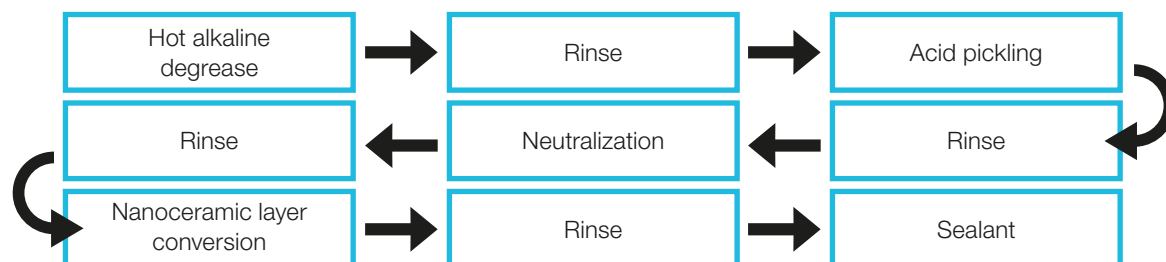 Hot alkaline
degrease
Rinse
Acid pickling
Rinse
Neutralization
Rinse
Nanoceramic layer
conversion
Rinse
Sealant